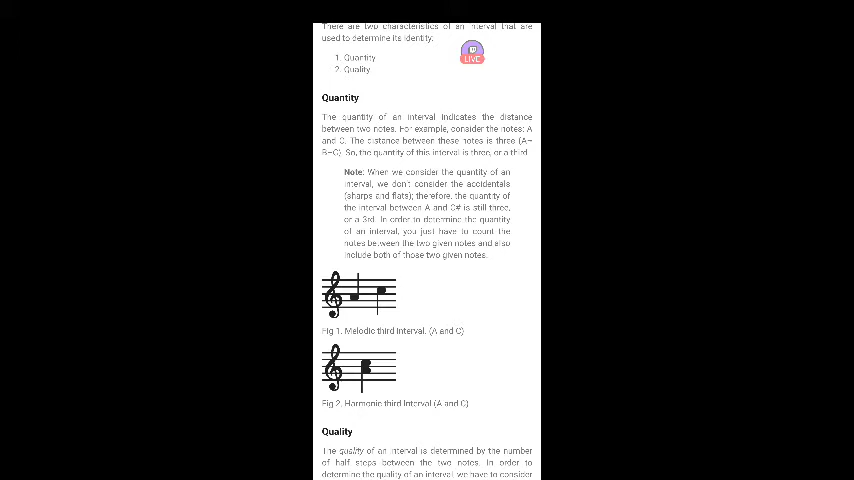 There are two characteristics of an interval that are
used to determine its identity:
1. Quantity
2. Quality
LIVE
Quantity
The quantity of an interval indicates the distance
between two notes. For example, consider the notes: A
and C. The distance between these notes is three (A–
B–C). So, the quantity of this interval is three, or a third.
Note: When we consider the quantity of an
interval, we don't consider the accidentals
(sharps and flats); therefore, the quantity of
the interval between A and C# is still three,
or a 3rd. In order to determine the quantity
of an interval, you just have to count the
notes between the two given notes and also
include both of those two given notes.
Fig 1. Melodic third Interval. (A and C)
Fig 2. Harmonic third Interval (A and C)
Quality
The quality of an interval is determined by the number
of half steps between the two notes. In order to
determine the quality of an interval, we have to consider